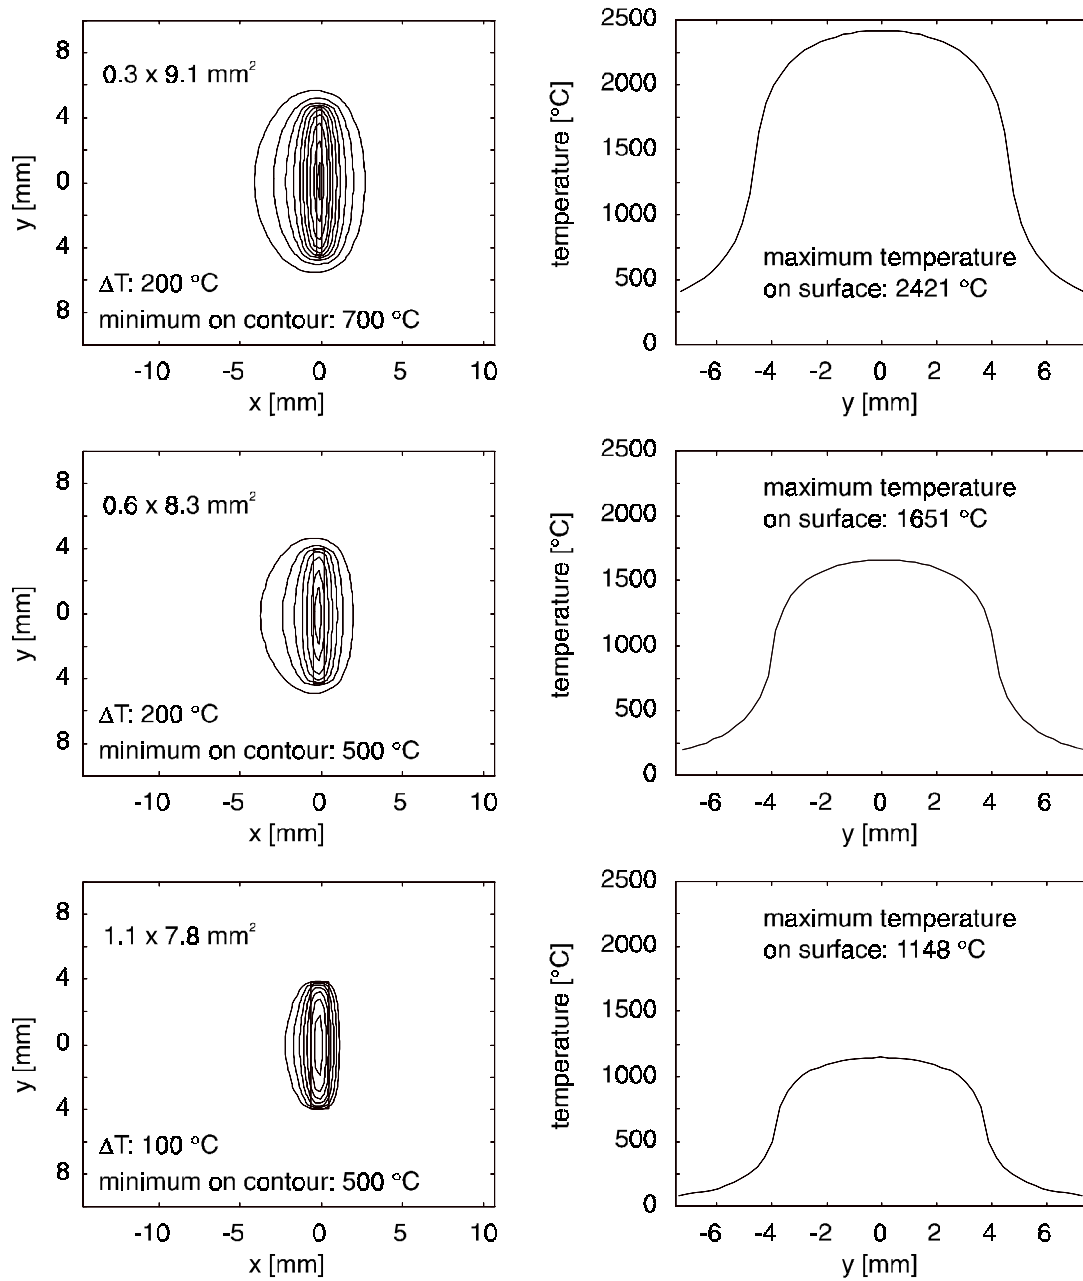 8
4
0
4
8
y [mm]
0.3 x 9.1 mm²
ΔT: 200 °C
minimum on contour: 700 °C
-10 -5 0 5 10
x [mm]
2500
2000
1500
1000
500
0
temperature [°C]
maximum temperature
on surface: 2421 °C
-6 -4 -2 0 2 4 6
y [mm]
8
4
0
4
8
y [mm]
0.6 x 8.3 mm²
ΔT: 200 °C
minimum on contour: 500 °C
-10 -5 0 5 10
x [mm]
2500
2000
1500
1000
500
0
temperature [°C]
maximum temperature
on surface: 1651 °C
-6 -4 -2 0 2 4 6
y [mm]
8
4
0
4
8
y [mm]
1.1 x 7.8 mm²
ΔT: 100 °C
minimum on contour: 500 °C
-10 -5 0 5 10
x [mm]
2500
2000
1500
1000
500
0
temperature [°C]
maximum temperature
on surface: 1148 °C
-6 -4 -2 0 2 4 6
y [mm]